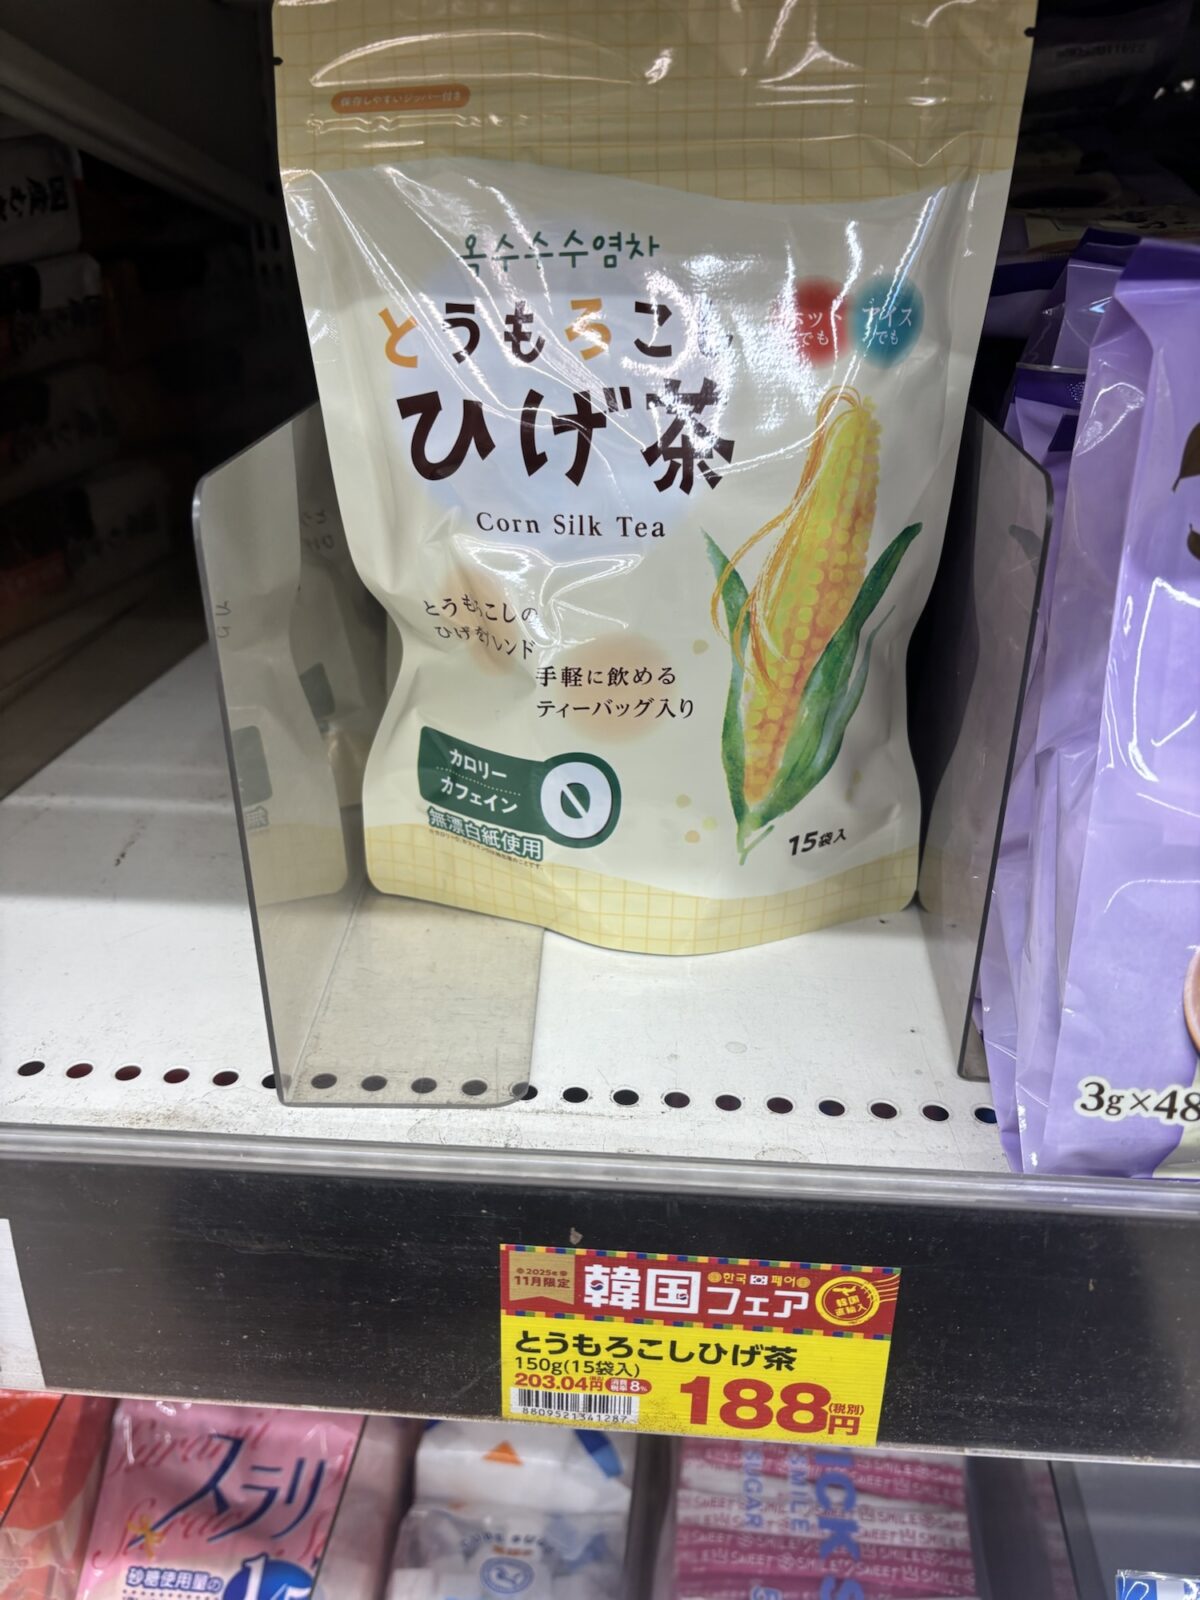 保存しやすいジッパー付き
옥수수수염차
とうもろこし
ひげ茶
ホット
でも
アイス
でも
Corn Silk Tea
とうもろこしの
ひげをブレンド
手軽に飲める
ティーバッグ入り
カロリー
カフェイン
0
無漂白紙使用
15袋入
3g×48
2025年
11月限定
韓国
フェア
한국
페어
韓国
直輸入
とうもろこしひげ茶
150g(15袋入)
203.04円
消費
税率
8%
188
(税別)
円
8809521341287
スラリ
砂糖使用量の
SUGAR
SMILE
SWEET